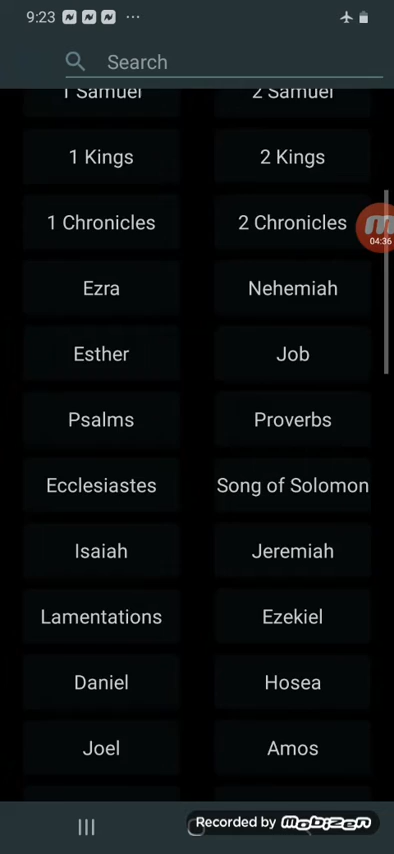 9:23
Search
1 Samuel 2 Samuel
1 Kings 2 Kings
1 Chronicles 2 Chronicles
04:36
Ezra Nehemiah
Esther Job
Psalms Proverbs
Ecclesiastes Song of Solomon
Isaiah Jeremiah
Lamentations Ezekiel
Daniel Hosea
Joel Amos
Recorded by mobizen